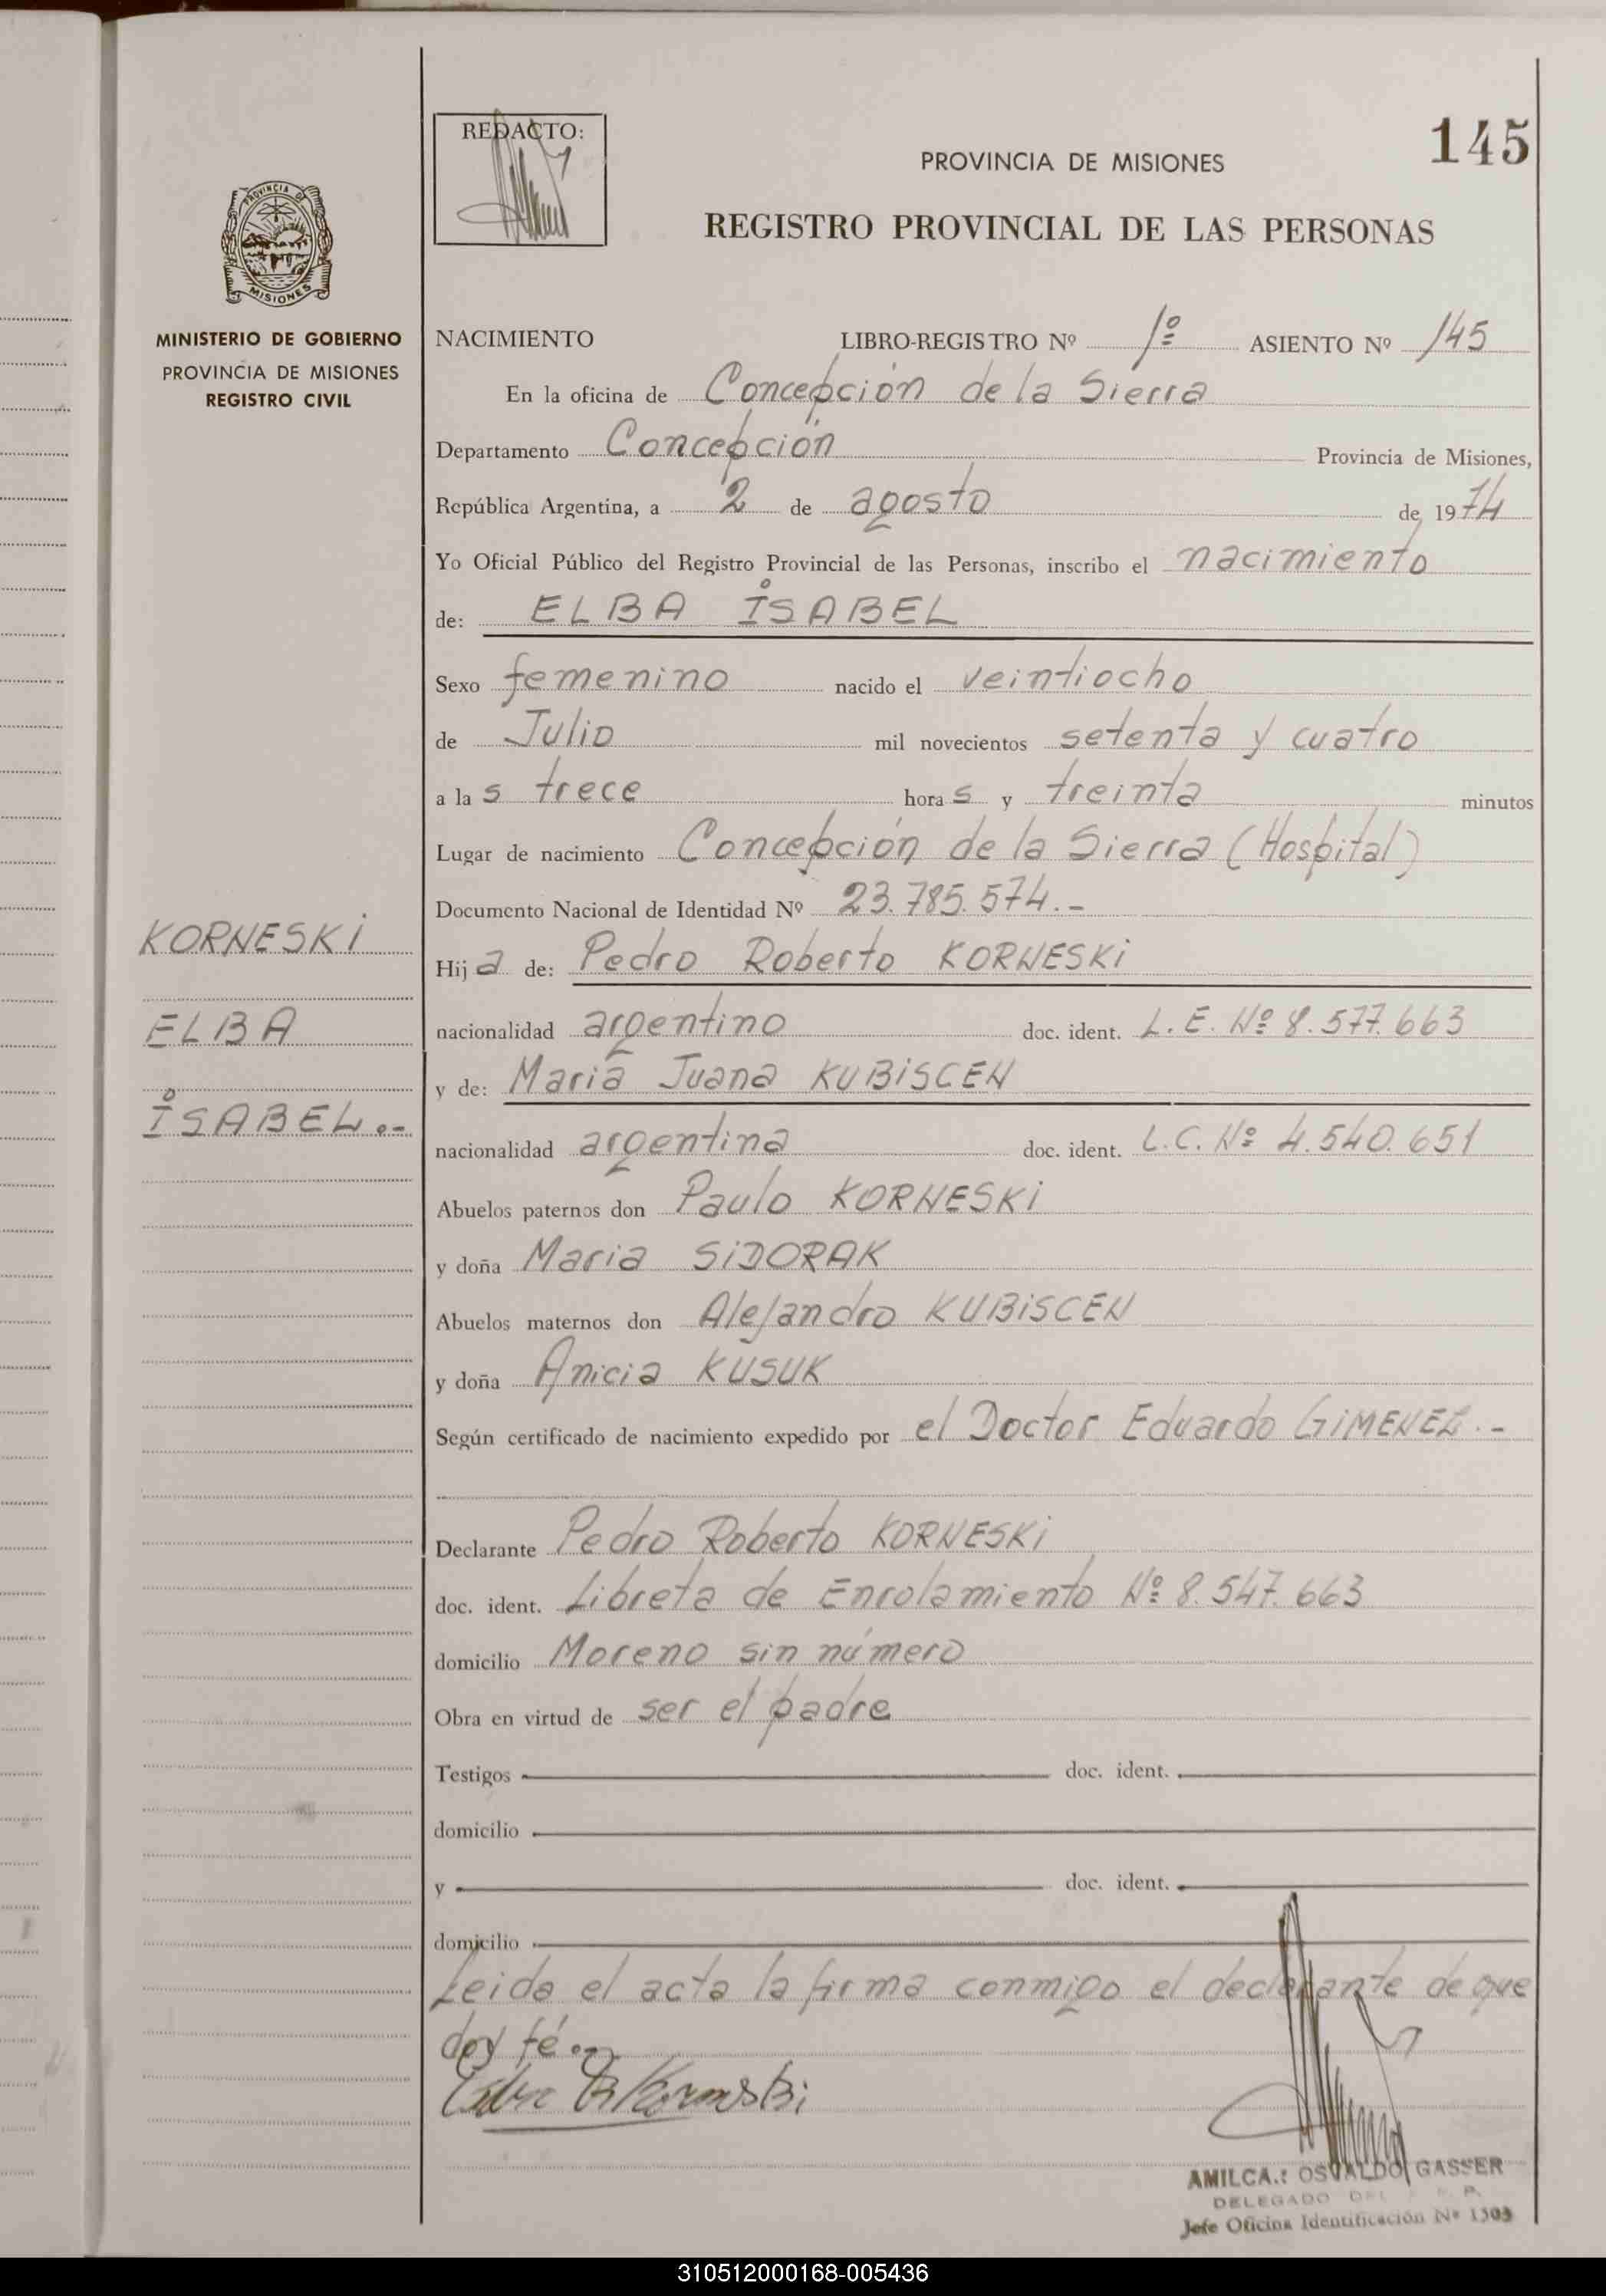 REDACTO:
PROVINCIA DE MISIONES
145
REGISTRO PROVINCIAL DE LAS PERSONAS
PROVINCIA DE
MISIONES
MINISTERIO DE GOBIERNO
PROVINCIA DE MISIONES
REGISTRO CIVIL
NACIMIENTO LIBRO-REGISTRO Nº 1º ASIENTO Nº 145
En la oficina de Concepción de la Sierra
Departamento Concepción Provincia de Misiones,
República Argentina, a 2 de agosto de 1974
Yo Oficial Público del Registro Provincial de las Personas, inscribo el nacimiento
de: ELBA ISABEL
Sexo femenino nacido el veintiocho
de Julio mil novecientos setenta y cuatro
a las trece horas y treinta minutos
Lugar de nacimiento Concepción de la Sierra (Hospital)
Documento Nacional de Identidad Nº 23.785.574.-
KORNESKI
Hija de: Pedro Roberto KORNESKI
ELBA
nacionalidad argentino doc. ident. L.E. Nº 8.577.663
y de: Maria Juana KUBISCEN
ISABEL.-
nacionalidad argentina doc. ident. L.C. Nº 4.540.651
Abuelos paternos don Paulo KORNESKI
y doña Maria SIDORAK
Abuelos maternos don Alejandro KUBISCEN
y doña Anicia KUSUK
Según certificado de nacimiento expedido por el Doctor Eduardo GIMENEZ.-
Declarante Pedro Roberto KORNESKI
doc. ident. Libreta de Enrolamiento Nº 8.547.663
domicilio Moreno sin número
Obra en virtud de ser el padre
Testigos doc. ident.
domicilio
y doc. ident.
domicilio
Leida el acta la firma conmigo el declarante de que
doy fé.-
AMILCA.: OSVALDO GASSER
DELEGADO
Jefe Oficina Identificación Nº 1303
310512000168-005436